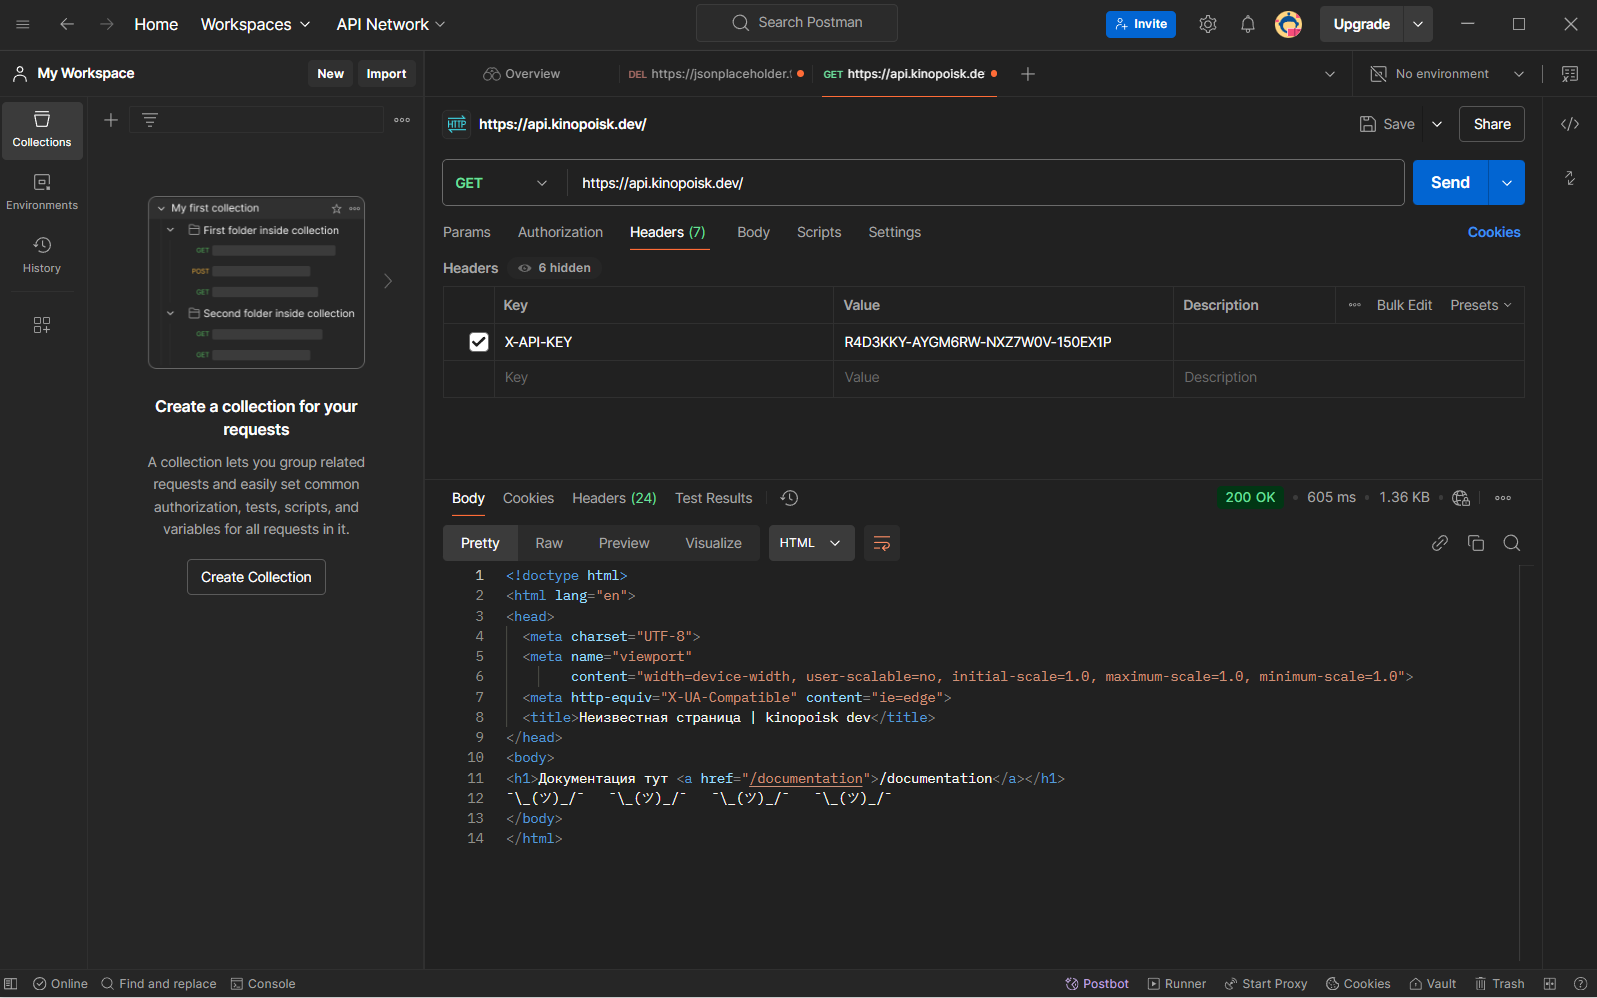 Home Workspaces API Network Search Postman Invite Upgrade
My Workspace New Import Overview DEL https://jsonplaceholder.t GET https://api.kinopoisk.de No environment
Collections
Environments
History
My first collection
First folder inside collection
GET
POST
GET
Second folder inside collection
GET
GET
Create a collection for your
requests
A collection lets you group related
requests and easily set common
authorization, tests, scripts, and
variables for all requests in it.
Create Collection
HTTP https://api.kinopoisk.dev/ Save Share
GET https://api.kinopoisk.dev/ Send
Params Authorization Headers (7) Body Scripts Settings Cookies
Headers 6 hidden
Key Value Description Bulk Edit Presets
X-API-KEY R4D3KKY-AYGM6RW-NXZ7W0V-150EX1P
Key Value Description
Body Cookies Headers (24) Test Results 200 OK 605 ms 1.36 KB
Pretty Raw Preview Visualize HTML
1 <!doctype html>
2 <html lang="en">
3 <head>
4 <meta charset="UTF-8">
5 <meta name="viewport"
6 content="width=device-width, user-scalable=no, initial-scale=1.0, maximum-scale=1.0, minimum-scale=1.0">
7 <meta http-equiv="X-UA-Compatible" content="ie=edge">
8 <title>Неизвестная страница | kinopoisk dev</title>
9 </head>
10 <body>
11 <h1>Документация тут <a href="/documentation">/documentation</a></h1>
12 ¯\_(ツ)_/¯ ¯\_(ツ)_/¯ ¯\_(ツ)_/¯ ¯\_(ツ)_/¯
13 </body>
14 </html>
Online Find and replace Console Postbot Runner Start Proxy Cookies Vault Trash